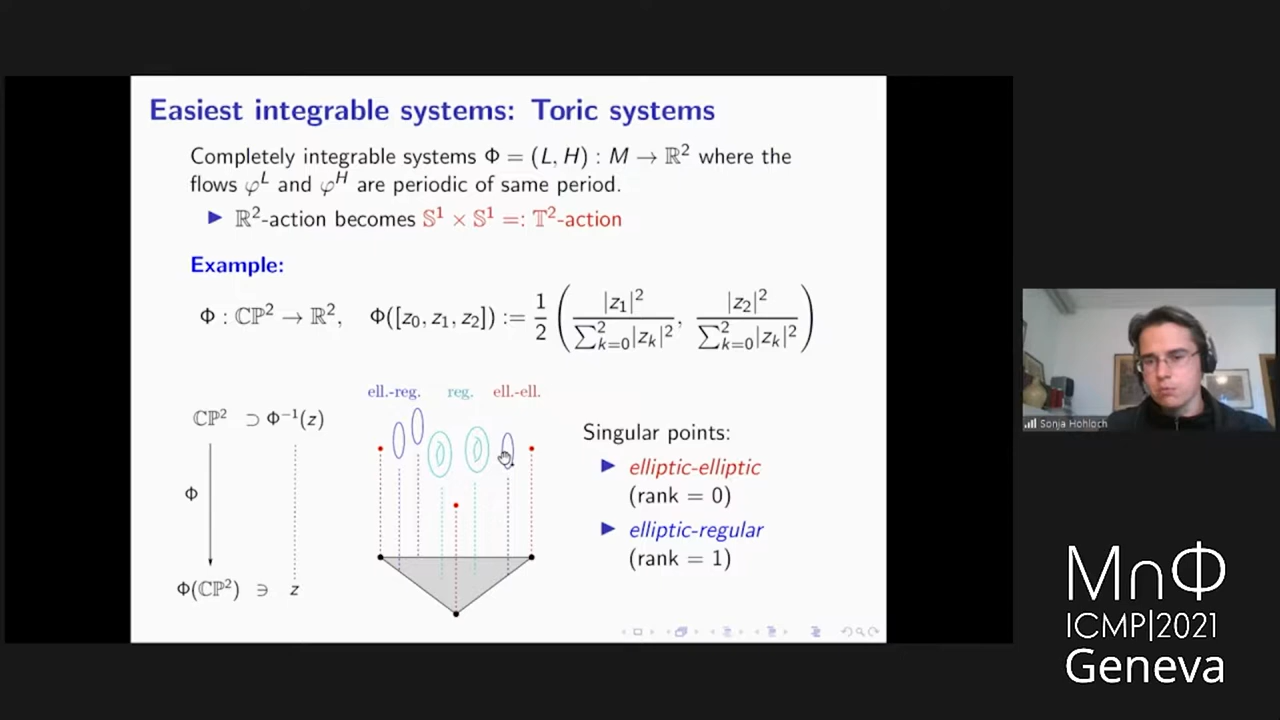 Easiest integrable systems: Toric systems
Completely integrable systems Φ = (L, H) : M → ℝ² where the
flows φᴸ and φᴴ are periodic of same period.
▶ ℝ²-action becomes 𝕊¹ × 𝕊¹ =: 𝕋²-action
Example:
Φ : ℂℙ² → ℝ², Φ([z₀, z₁, z₂]) := 1/2 ( |z₁|² / ∑²ₖ₌₀|zₖ|² , |z₂|² / ∑²ₖ₌₀|zₖ|² )
ell.-reg. reg. ell.-ell.
ℂℙ² ⊃ Φ⁻¹(z)
Φ
Φ(ℂℙ²) ∋ z
Singular points:
▶ elliptic-elliptic
(rank = 0)
▶ elliptic-regular
(rank = 1)
Sonja Hohloch
MnΦ
ICMP|2021
Geneva